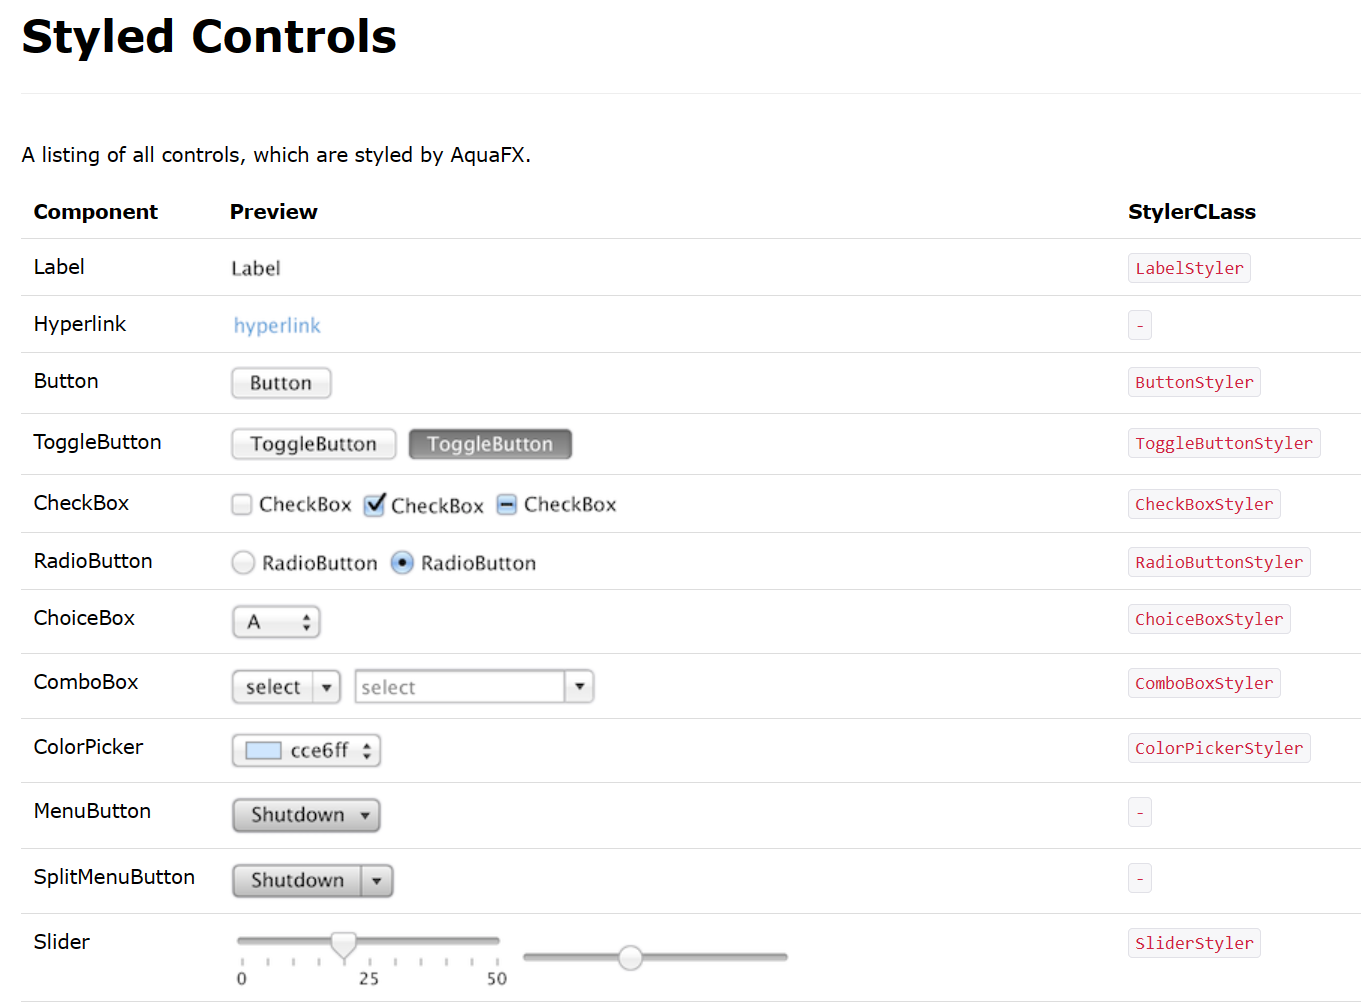 Styled Controls
A listing of all controls, which are styled by AquaFX.
Component Preview StylerCLass
Label Label LabelStyler
Hyperlink hyperlink -
Button Button ButtonStyler
ToggleButton ToggleButton ToggleButton ToggleButtonStyler
CheckBox CheckBox CheckBox CheckBox CheckBoxStyler
RadioButton RadioButton RadioButton RadioButtonStyler
ChoiceBox A ChoiceBoxStyler
ComboBox select select ComboBoxStyler
ColorPicker cce6ff ColorPickerStyler
MenuButton Shutdown -
SplitMenuButton Shutdown -
Slider SliderStyler
0 25 50